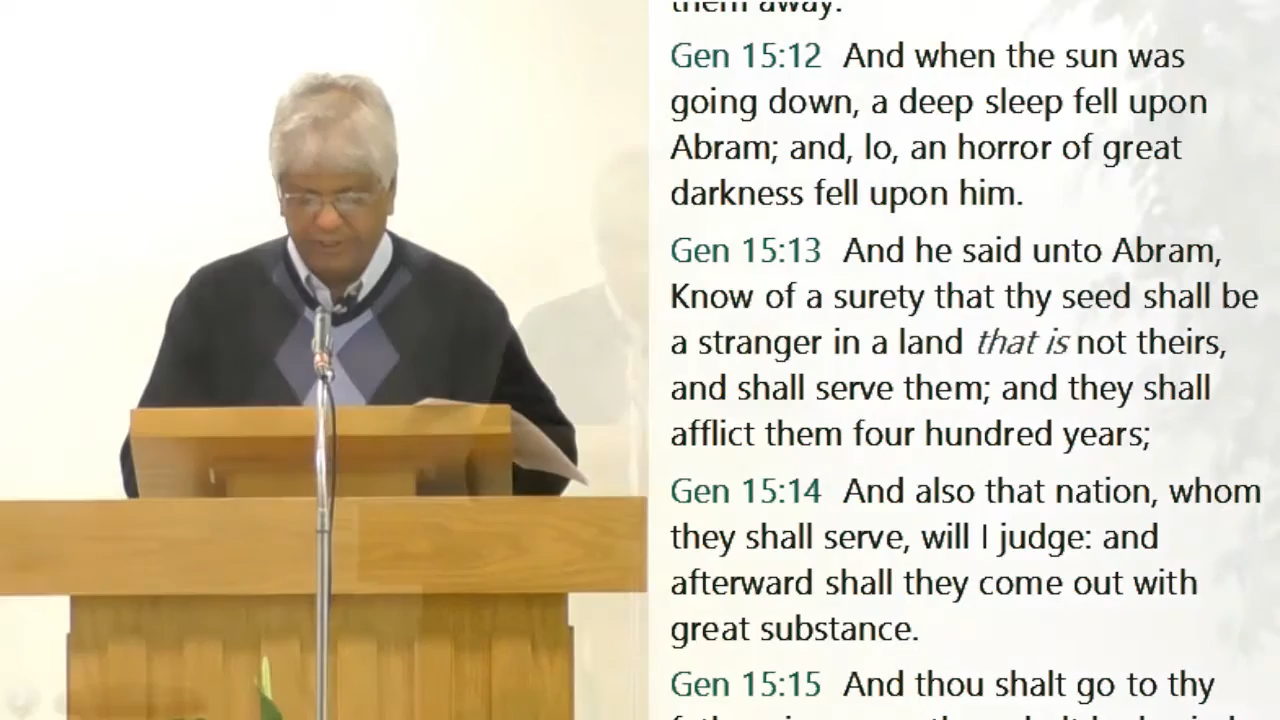 them away.
Gen 15:12 And when the sun was
going down, a deep sleep fell upon
Abram; and, lo, an horror of great
darkness fell upon him.
Gen 15:13 And he said unto Abram,
Know of a surety that thy seed shall be
a stranger in a land that is not theirs,
and shall serve them; and they shall
afflict them four hundred years;
Gen 15:14 And also that nation, whom
they shall serve, will I judge: and
afterward shall they come out with
great substance.
Gen 15:15 And thou shalt go to thy